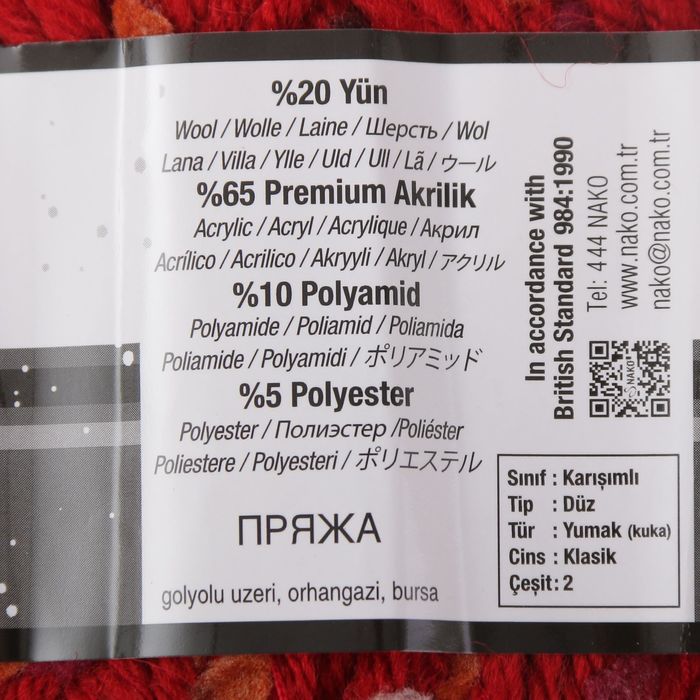 %20 Yün
Wool / Wolle / Laine / Шерсть / Wol
Lana / Villa / Ylle / Uld / Ull / Lã / ウール
%65 Premium Akrilik
Acrylic / Acryl / Acrylique / Акрил
Acrílico / Acrilico / Akryyli / Akryl / アクリル
%10 Polyamid
Polyamide / Poliamid / Poliamida
Poliamide / Polyamidi / ポリアミッド
%5 Polyester
Polyester / Полиэстер /Poliéster
Poliestere / Polyesteri / ポリエステル
ПРЯЖА
golyolu uzeri, orhangazi, bursa
In accordance with
British Standard 984:1990
Tel: 444 NAKO
www.nako.com.tr
nako@nako.com.tr
NAKO
Sınıf : Karışımlı
Tip : Düz
Tür : Yumak (kuka)
Cins : Klasik
Çeşit : 2